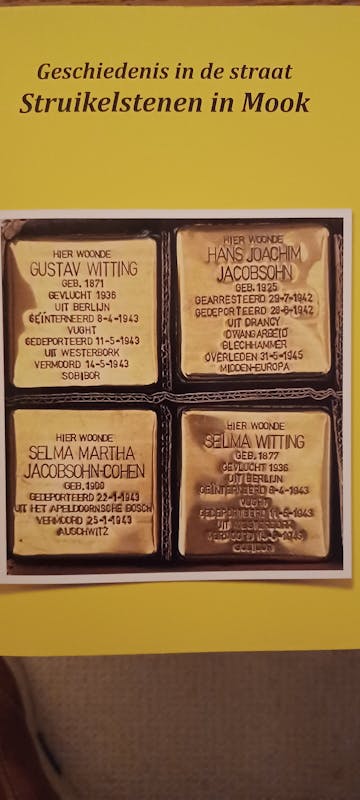 Geschiedenis in de straat
Struikelstenen in Mook
HIER WOONDE
GUSTAV WITTING
GEB. 1871
GEVLUCHT 1936
UIT BERLIJN
GEÏNTERNEERD 8-4-1943
VUGHT
GEDEPORTEERD 11-5-1943
UIT WESTERBORK
VERMOORD 14-5-1943
SOBIBOR
HIER WOONDE
HANS JOACHIM
JACOBSOHN
GEB. 1925
GEARRESTEERD 29-7-1942
GEDEPORTEERD 28-8-1942
UIT DRANCY
DWANGARBEID
BLECHHAMMER
OVERLEDEN 31-5-1945
MIDDEN-EUROPA
HIER WOONDE
SELMA MARTHA
JACOBSOHN-COHEN
GEB. 1900
GEDEPORTEERD 22-1-1943
UIT HET APELDOORNSCHE BOSCH
VERMOORD 25-1-1943
AUSCHWITZ
HIER WOONDE
SELMA WITTING
GEB. 1877
GEVLUCHT 1936
UIT BERLIJN
GEÏNTERNEERD 8-4-1943
VUGHT
GEDEPORTEERD 11-5-1943
UIT WESTERBORK
VERMOORD
SOBIBOR